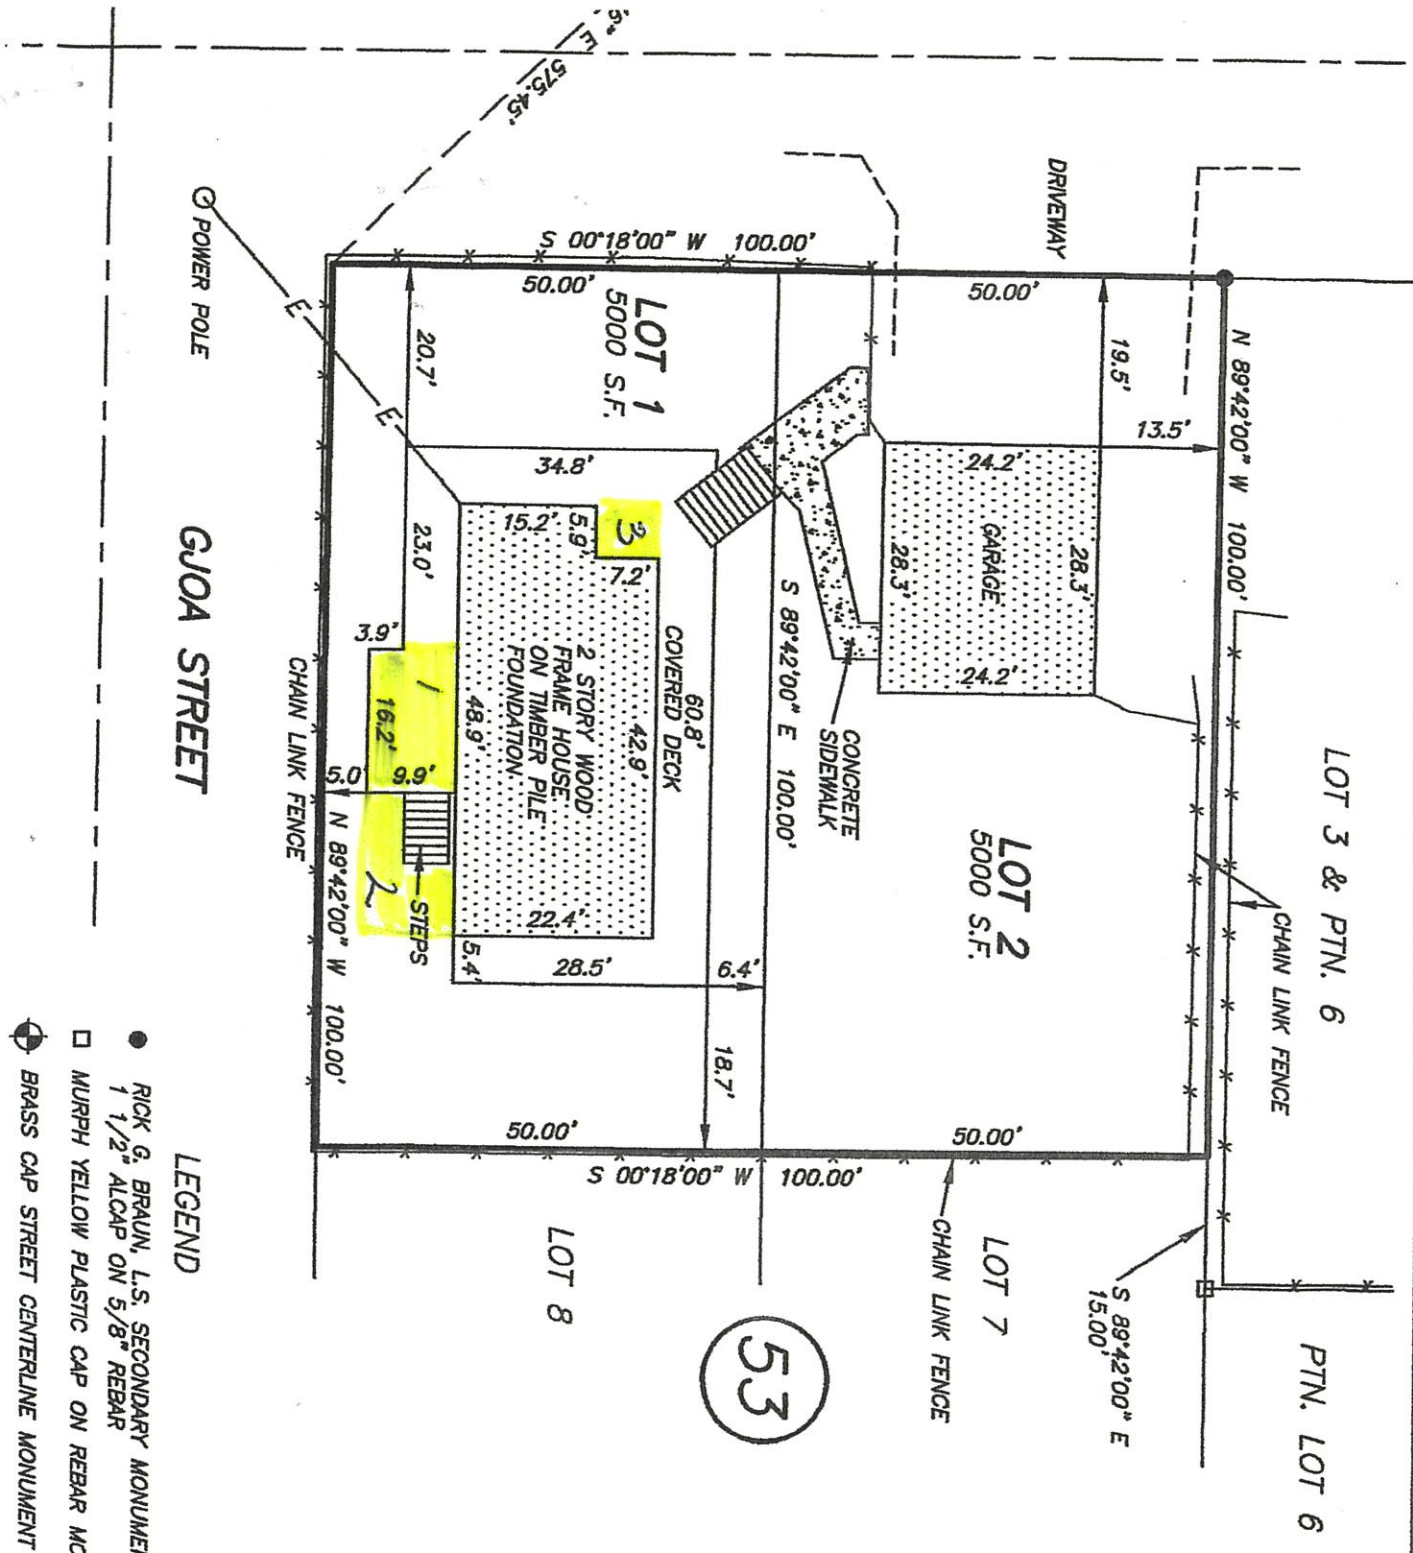 6" E
575.45'
DRIVEWAY
POWER POLE
E
E
S 00°18'00" W 100.00'
50.00'
50.00'
N 89°42'00" W 100.00'
LOT 1
5000 S.F.
20.7'
19.5'
13.5'
34.8'
24.2'
GARAGE
28.3'
28.3'
24.2'
15.2'
5.9'
3
7.2'
23.0'
3.9'
1
16.2'
48.9'
2 STORY WOOD
FRAME HOUSE
ON TIMBER PILE
FOUNDATION
42.9'
COVERED DECK
60.8'
S 89°42'00" E 100.00'
CONCRETE
SIDEWALK
GJOA STREET
CHAIN LINK FENCE
5.0'
9.9'
2
STEPS
22.4'
5.4'
28.5'
6.4'
18.7'
N 89°42'00" W 100.00'
LOT 2
5000 S.F.
LOT 3 & PTN. 6
CHAIN LINK FENCE
50.00'
50.00'
S 00°18'00" W 100.00'
CHAIN LINK FENCE
LOT 8
53
LOT 7
S 89°42'00" E
15.00'
PTN. LOT 6
LEGEND
RICK G. BRAUN, L.S. SECONDARY MONUME
1 1/2" ALCAP ON 5/8" REBAR
MURPH YELLOW PLASTIC CAP ON REBAR MO
BRASS CAP STREET CENTERLINE MONUMENT